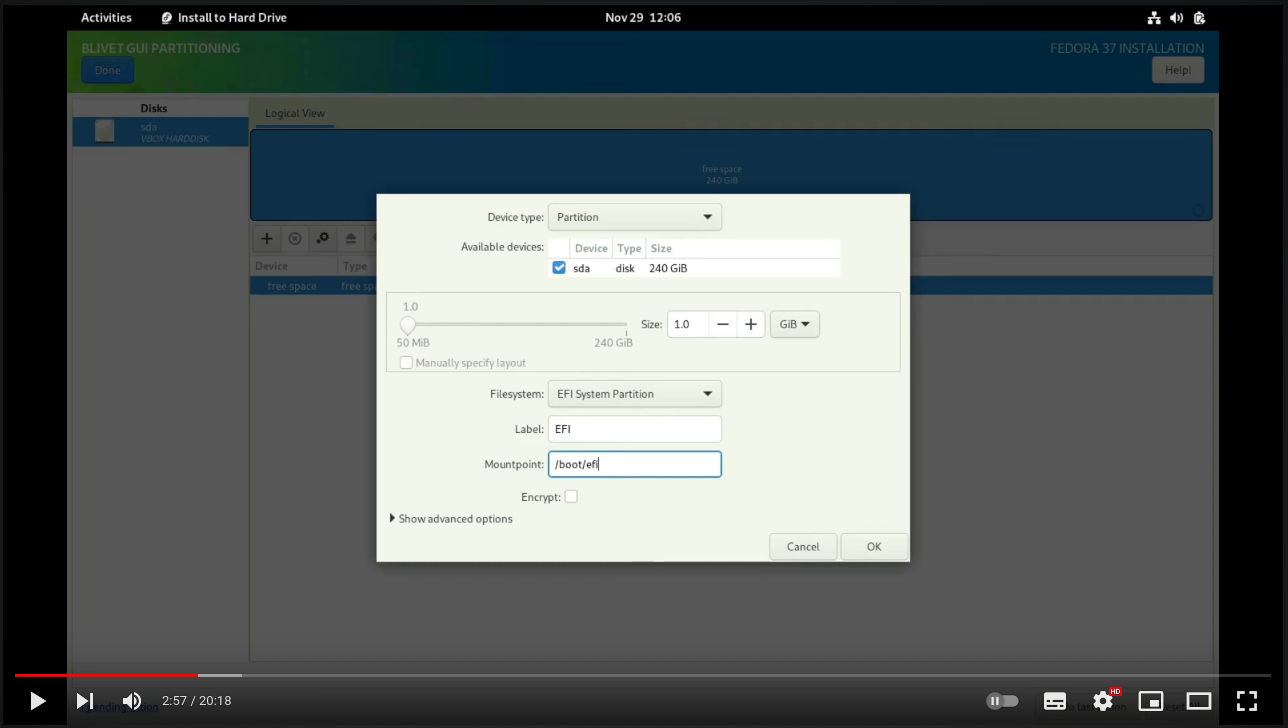 Activities Install to Hard Drive Nov 29 12:06
BLIVET GUI PARTITIONING FEDORA 37 INSTALLATION
Done Help!
Disks
sda
VBOX HARDDISK
Logical View
free space
240 GiB
Device type: Partition
Available devices: Device Type Size
sda disk 240 GiB
Device Type
free space free spa
1.0
Size: 1.0 GiB
50 MiB 240 GiB
Manually specify layout
Filesystem: EFI System Partition
Label: EFI
Mountpoint: /boot/efi
Encrypt:
Show advanced options
Cancel OK
2:57 / 20:18
HD